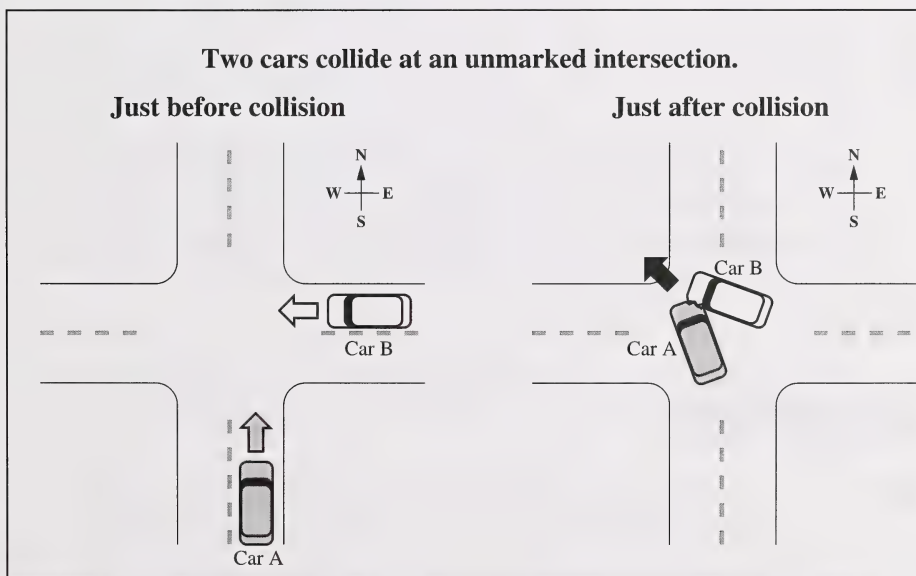 Two cars collide at an unmarked intersection.
Just before collision
N
W
E
S
Car B
Car A
Just after collision
N
W
E
S
Car B
Car A